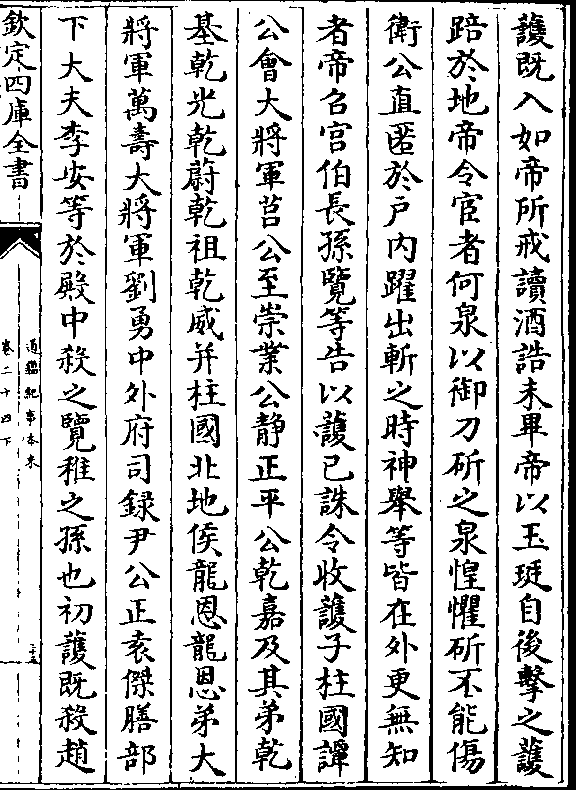 護既入如帝所戒讀酒誥未畢帝以玉珽自後擊之護
踣於地帝令宦者何泉以御刀斫之泉惶懼斫不能傷
衛公直匿於戶内躍出斬之時神舉等皆在外更無知
者帝召宫伯長孫覽等告以護已誅令收護子柱國譚
公會大將軍莒公至崇業公靜正平公乾嘉及其弟乾
基乾光乾蔚乾祖乾威并柱國北地侯龍恩龍恩弟大
將軍萬壽大將軍劉勇中外府司録尹公正袁傑膳部
下大夫李安等於殿中殺之覽稚之孫也初護既殺趙
欽定四庫全書
通鑑紀事本末
卷二十四下